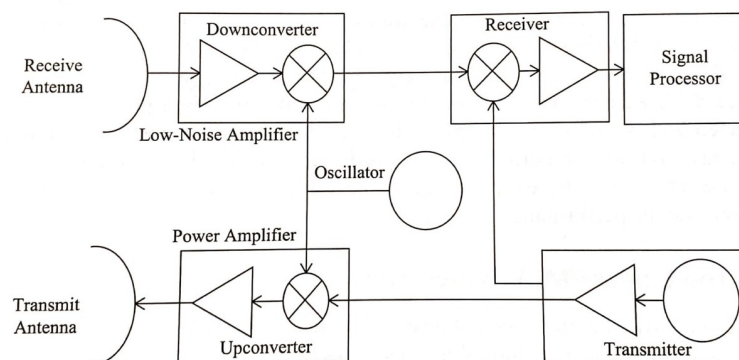 Downconverter
Receiver
Receive
Antenna
Signal
Processor
Low-Noise Amplifier
Oscillator
Power Amplifier
Transmit
Antenna
Upconverter
Transmitter